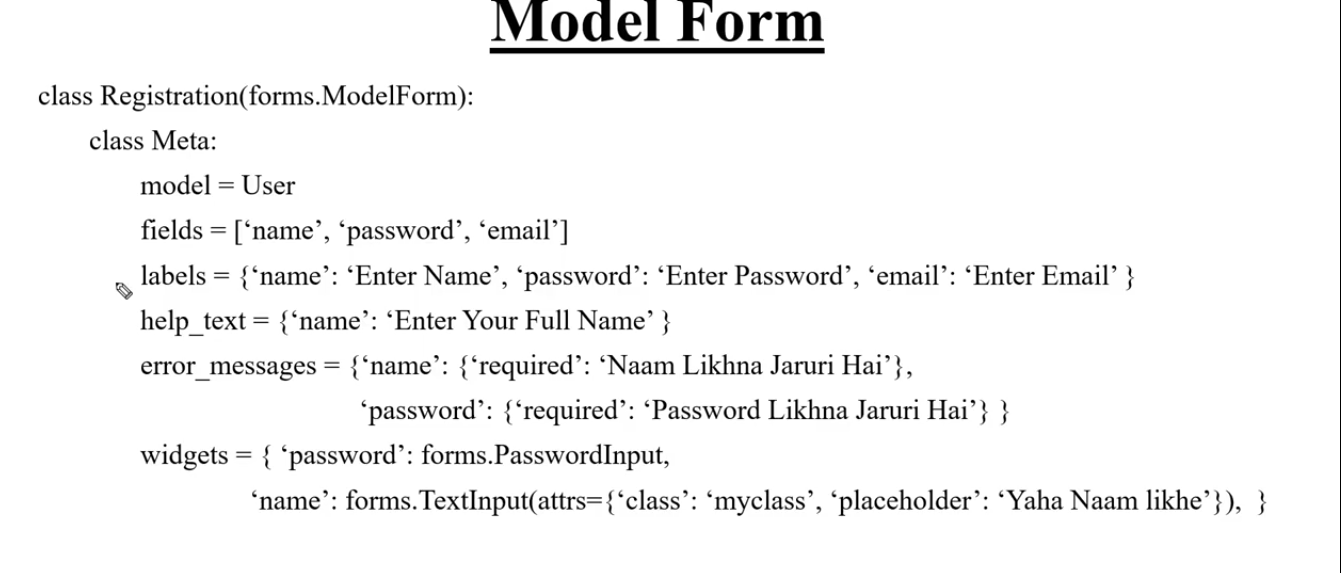 Model Form
class Registration(forms.ModelForm):
class Meta:
model = User
fields = [‘name’, ‘password’, ‘email’]
labels = {‘name’: ‘Enter Name’, ‘password’: ‘Enter Password’, ‘email’: ‘Enter Email’ }
help_text = {‘name’: ‘Enter Your Full Name’ }
error_messages = {‘name’: {‘required’: ‘Naam Likhna Jaruri Hai’},
‘password’: {‘required’: ‘Password Likhna Jaruri Hai’} }
widgets = { ‘password’: forms.PasswordInput,
‘name’: forms.TextInput(attrs={‘class’: ‘myclass’, ‘placeholder’: ‘Yaha Naam likhe’}), }